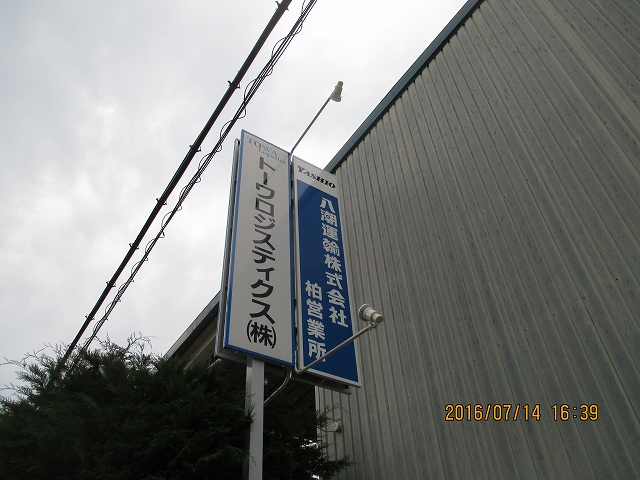 TOWA
Logistics
トーウロジスティクス(株)
YASHIO
八潮運輸株式会社
柏営業所
2016/07/14 16:39